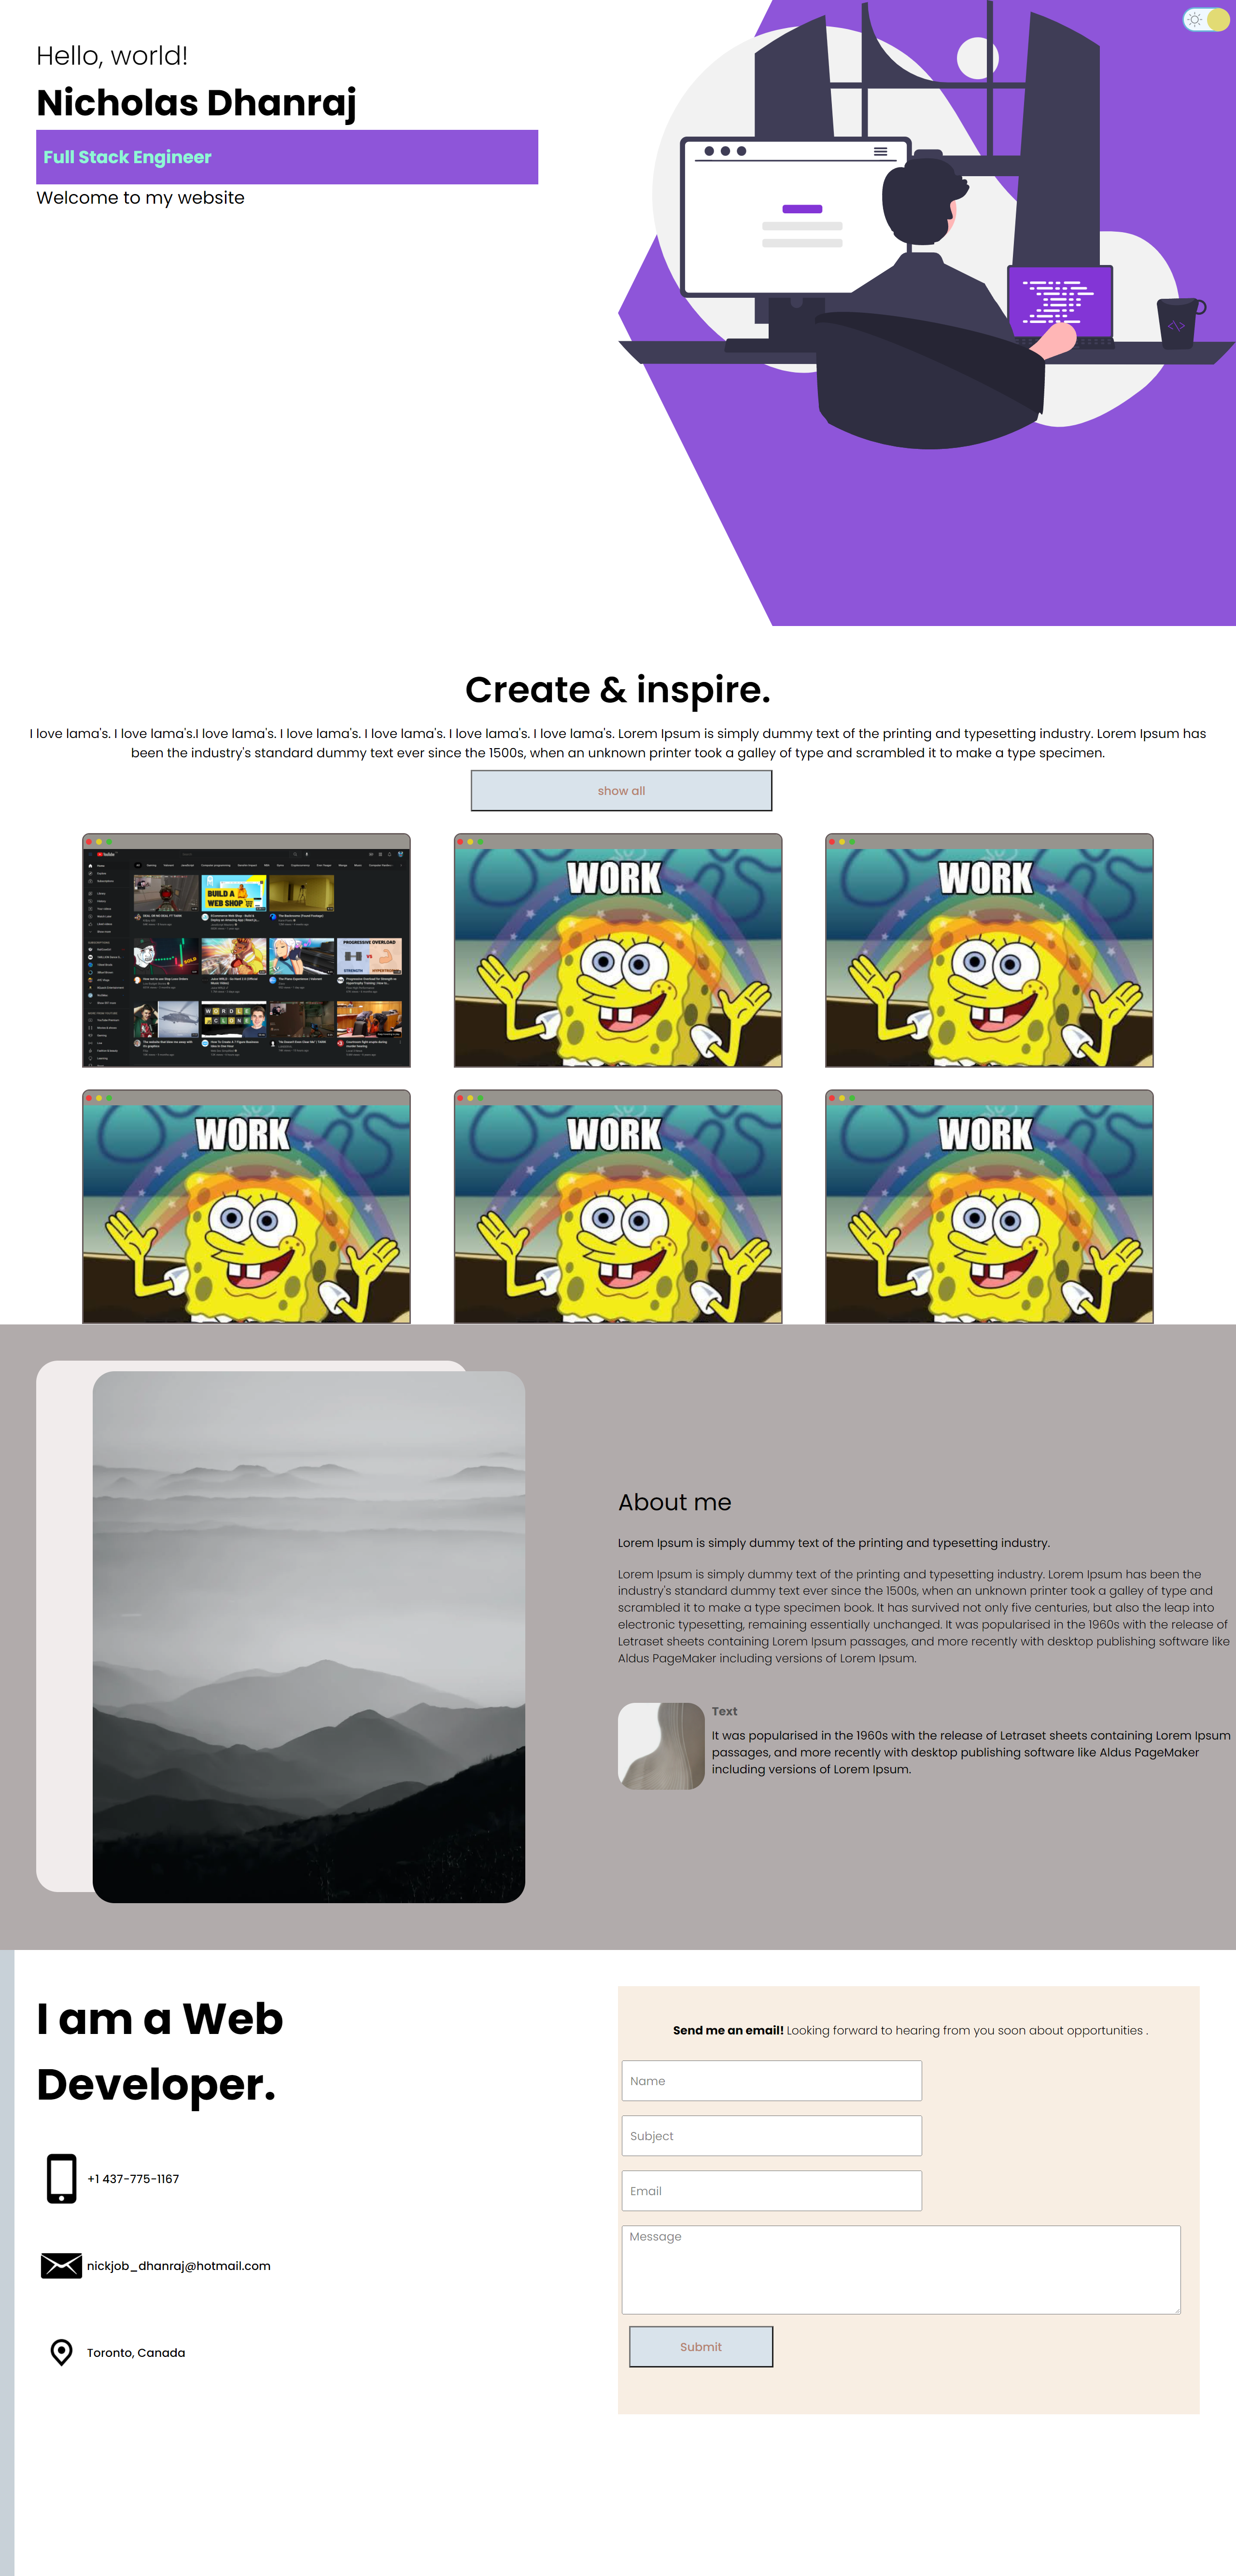 Hello, world!
Nicholas Dhanraj
Full Stack Engineer
Welcome to my website
Create & inspire.
I love lama's. I love lama's.I love lama's. I love lama's. I love lama's. I love lama's. I love lama's. Lorem Ipsum is simply dummy text of the printing and typesetting industry. Lorem Ipsum has
been the industry's standard dummy text ever since the 1500s, when an unknown printer took a galley of type and scrambled it to make a type specimen.
show all
BUILD A
WEB SHOP
PROGRESSIVE OVERLOAD
WORDLE
CLONE
WORK
WORK
WORK
WORK
WORK
About me
Lorem Ipsum is simply dummy text of the printing and typesetting industry.
Lorem Ipsum is simply dummy text of the printing and typesetting industry. Lorem Ipsum has been the
industry's standard dummy text ever since the 1500s, when an unknown printer took a galley of type and
scrambled it to make a type specimen book. It has survived not only five centuries, but also the leap into
electronic typesetting, remaining essentially unchanged. It was popularised in the 1960s with the release of
Letraset sheets containing Lorem Ipsum passages, and more recently with desktop publishing software like
Aldus PageMaker including versions of Lorem Ipsum.
Text
It was popularised in the 1960s with the release of Letraset sheets containing Lorem Ipsum
passages, and more recently with desktop publishing software like Aldus PageMaker
including versions of Lorem Ipsum.
I am a Web
Developer.
+1 437-775-1167
nickjob_dhanraj@hotmail.com
Toronto, Canada
Send me an email! Looking forward to hearing from you soon about opportunities .
Name
Subject
Email
Message
Submit